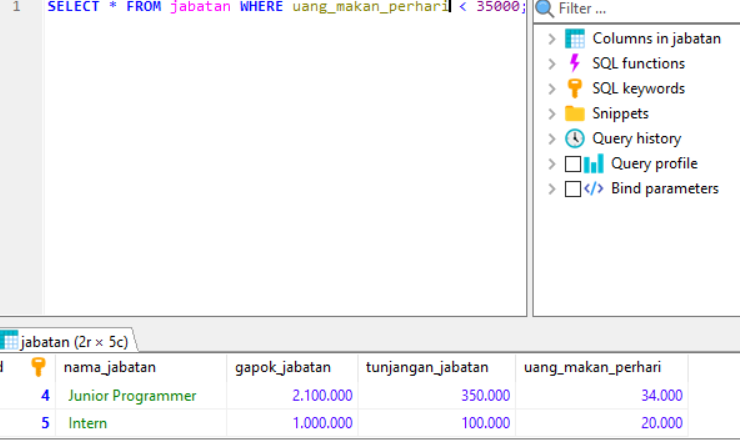 1 SELECT * FROM jabatan WHERE uang_makan_perhari < 35000;
Filter ...
Columns in jabatan
SQL functions
SQL keywords
Snippets
Query history
Query profile
Bind parameters
jabatan (2r × 5c)
nama_jabatan gapok_jabatan tunjangan_jabatan uang_makan_perhari
4 Junior Programmer 2.100.000 350.000 34.000
5 Intern 1.000.000 100.000 20.000